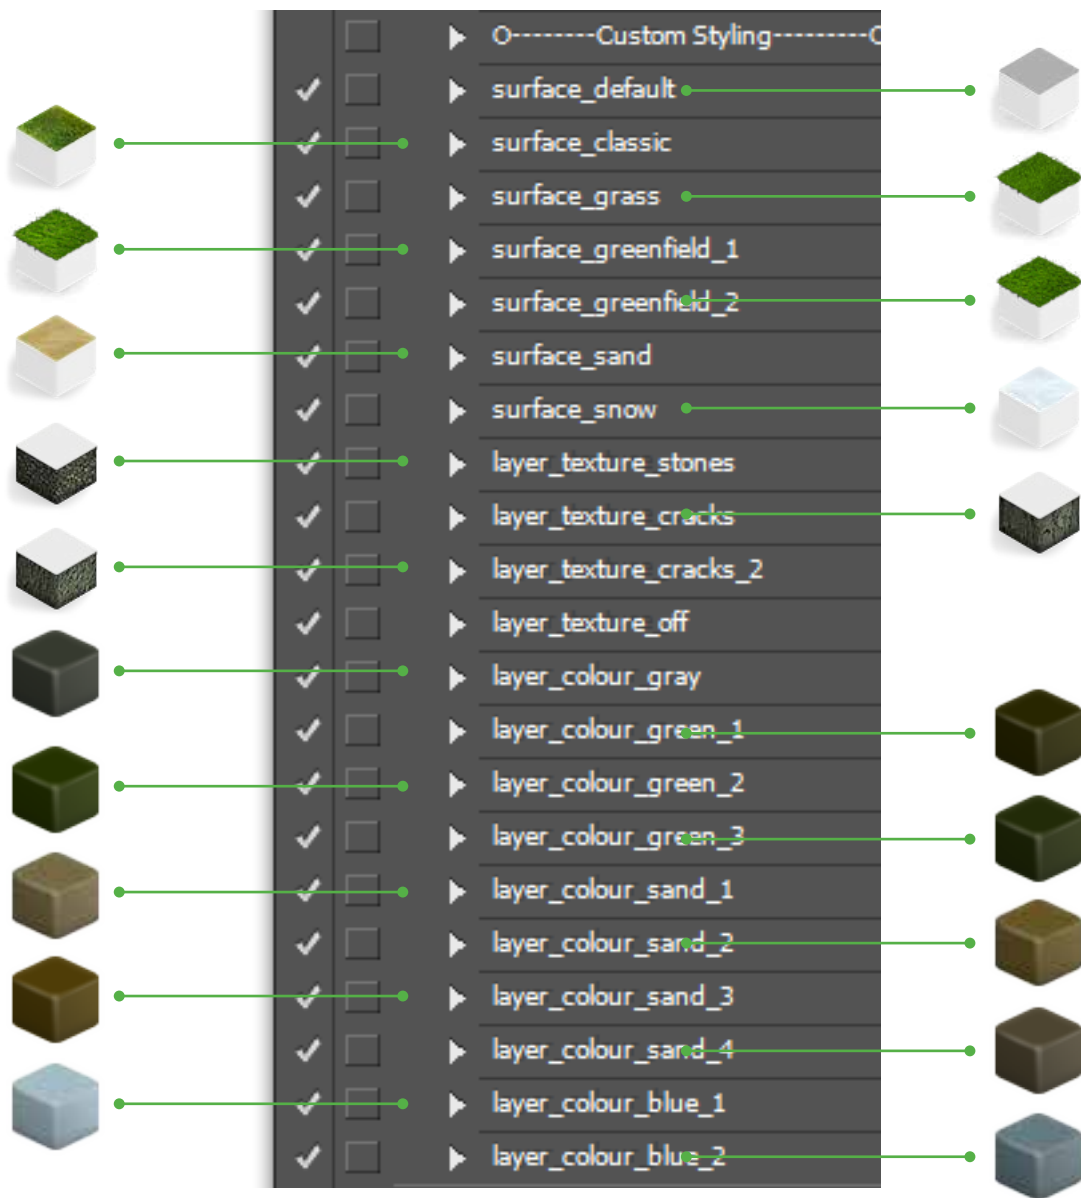 O--------Custom Styling---------O
surface_default
surface_classic
surface_grass
surface_greenfield_1
surface_greenfield_2
surface_sand
surface_snow
layer_texture_stones
layer_texture_cracks
layer_texture_cracks_2
layer_texture_off
layer_colour_gray
layer_colour_green_1
layer_colour_green_2
layer_colour_green_3
layer_colour_sand_1
layer_colour_sand_2
layer_colour_sand_3
layer_colour_sand_4
layer_colour_blue_1
layer_colour_blue_2